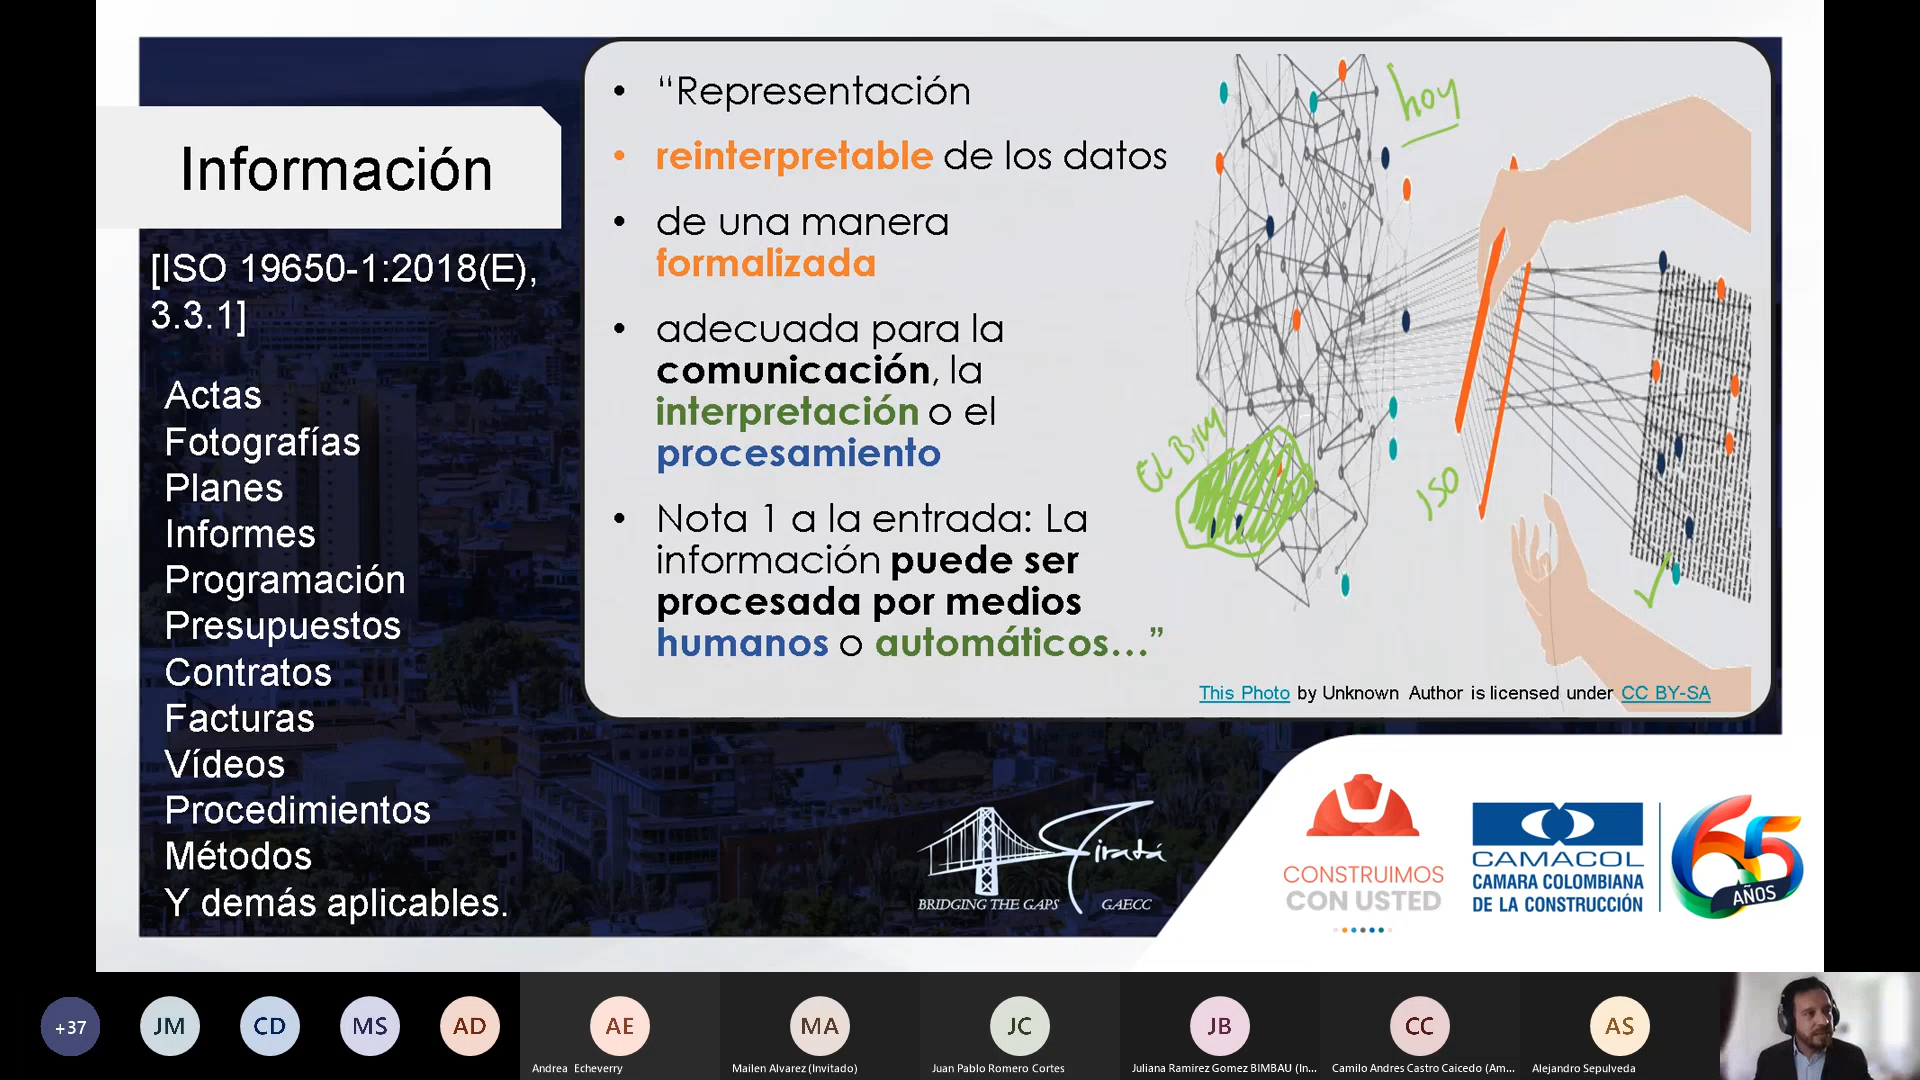 Información
[ISO 19650-1:2018(E),
3.3.1]
Actas
Fotografías
Planes
Informes
Programación
Presupuestos
Contratos
Facturas
Vídeos
Procedimientos
Métodos
Y demás aplicables.
• “Representación
• reinterpretable de los datos
• de una manera
formalizada
• adecuada para la
comunicación, la
interpretación o el
procesamiento
• Nota 1 a la entrada: La
información puede ser
procesada por medios
humanos o automáticos…”
hoy
El BIM
ISO
This Photo by Unknown Author is licensed under CC BY-SA
Giratá
BRIDGING THE GAPS GAECC
CONSTRUIMOS
CON USTED
CAMACOL
CAMARA COLOMBIANA
DE LA CONSTRUCCIÓN
65
AÑOS
+37
JM
CD
MS
AD
AE
MA
JC
JB
CC
AS
Andrea Echeverry
Mailen Alvarez (Invitado)
Juan Pablo Romero Cortes
Juliana Ramirez Gomez BIMBAU (In...
Camilo Andres Castro Caicedo (Am...
Alejandro Sepulveda